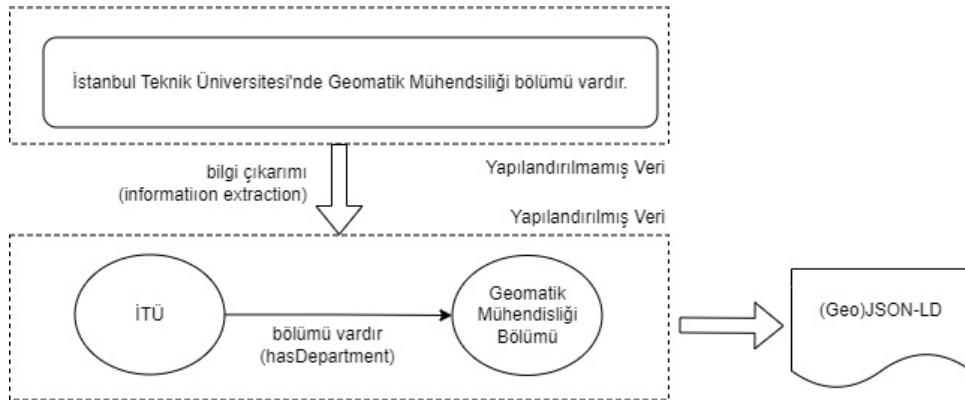 İstanbul Teknik Üniversitesi'nde Geomatik Mühendsiliği bölümü vardır.
bilgi çıkarımı
(informatiıon extraction)
Yapılandırılmamış Veri
Yapılandırılmış Veri
İTÜ
bölümü vardır
(hasDepartment)
Geomatik
Mühendisliği
Bölümü
(Geo)JSON-LD